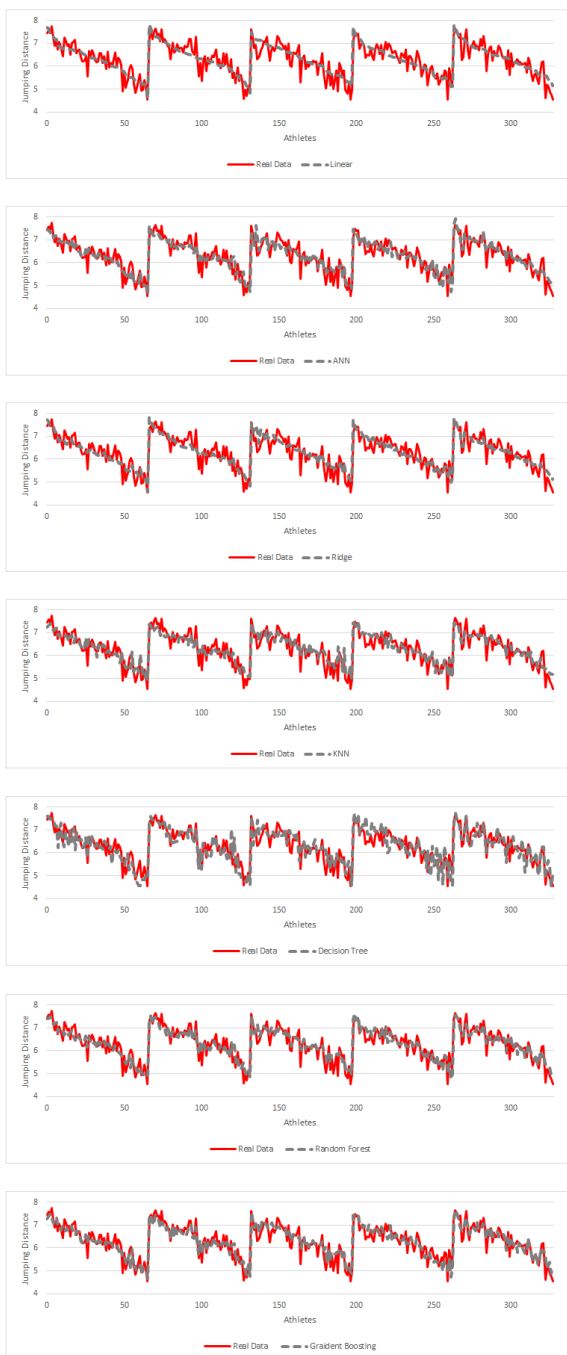 8
7
6
5
4
Jumping Distance
0 50 100 150 200 250 300
Athletes
Real Data Linear
8
7
6
5
4
Jumping Distance
0 50 100 150 200 250 300
Athletes
Real Data ANN
8
7
6
5
4
Jumping Distance
0 50 100 150 200 250 300
Athletes
Real Data Ridge
8
7
6
5
4
Jumping Distance
0 50 100 150 200 250 300
Athletes
Real Data KNN
8
7
6
5
4
Jumping Distance
0 50 100 150 200 250 300
Athletes
Real Data Decision Tree
8
7
6
5
4
Jumping Distance
0 50 100 150 200 250 300
Athletes
Real Data Random Forest
8
7
6
5
4
Jumping Distance
0 50 100 150 200 250 300
Athletes
Real Data Graident Boosting